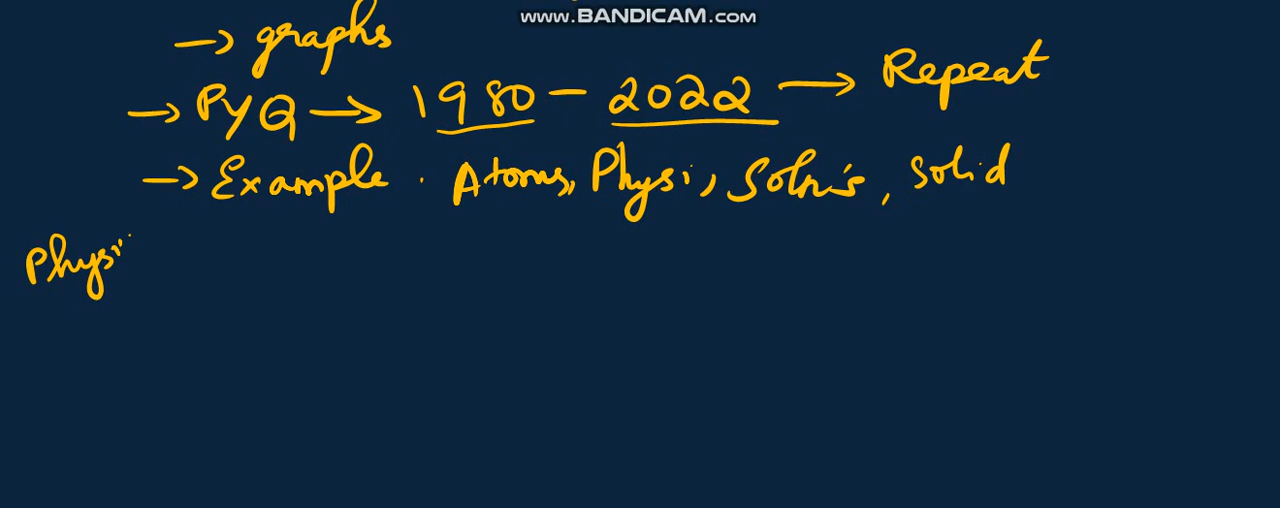 www.BANDICAM.com
→ graphs
→ PYQ → 1980 - 2022 → Repeat
→ Example . Atoms, Physi, Soln's, Solid
Physi